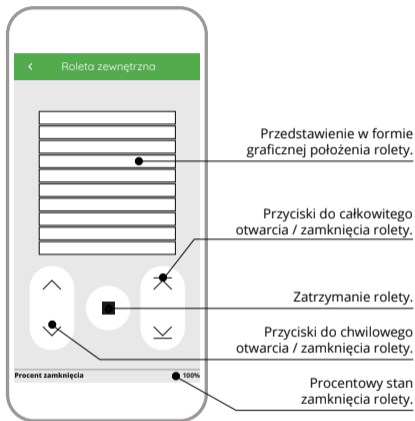 Roleta zewnętrzna
Przedstawienie w formie
graficznej położenia rolety.
Przyciski do całkowitego
otwarcia / zamknięcia rolety.
Zatrzymanie rolety.
Przyciski do chwilowego
otwarcia / zamknięcia rolety.
Procent zamknięcia 100%
Procentowy stan
zamknięcia rolety.